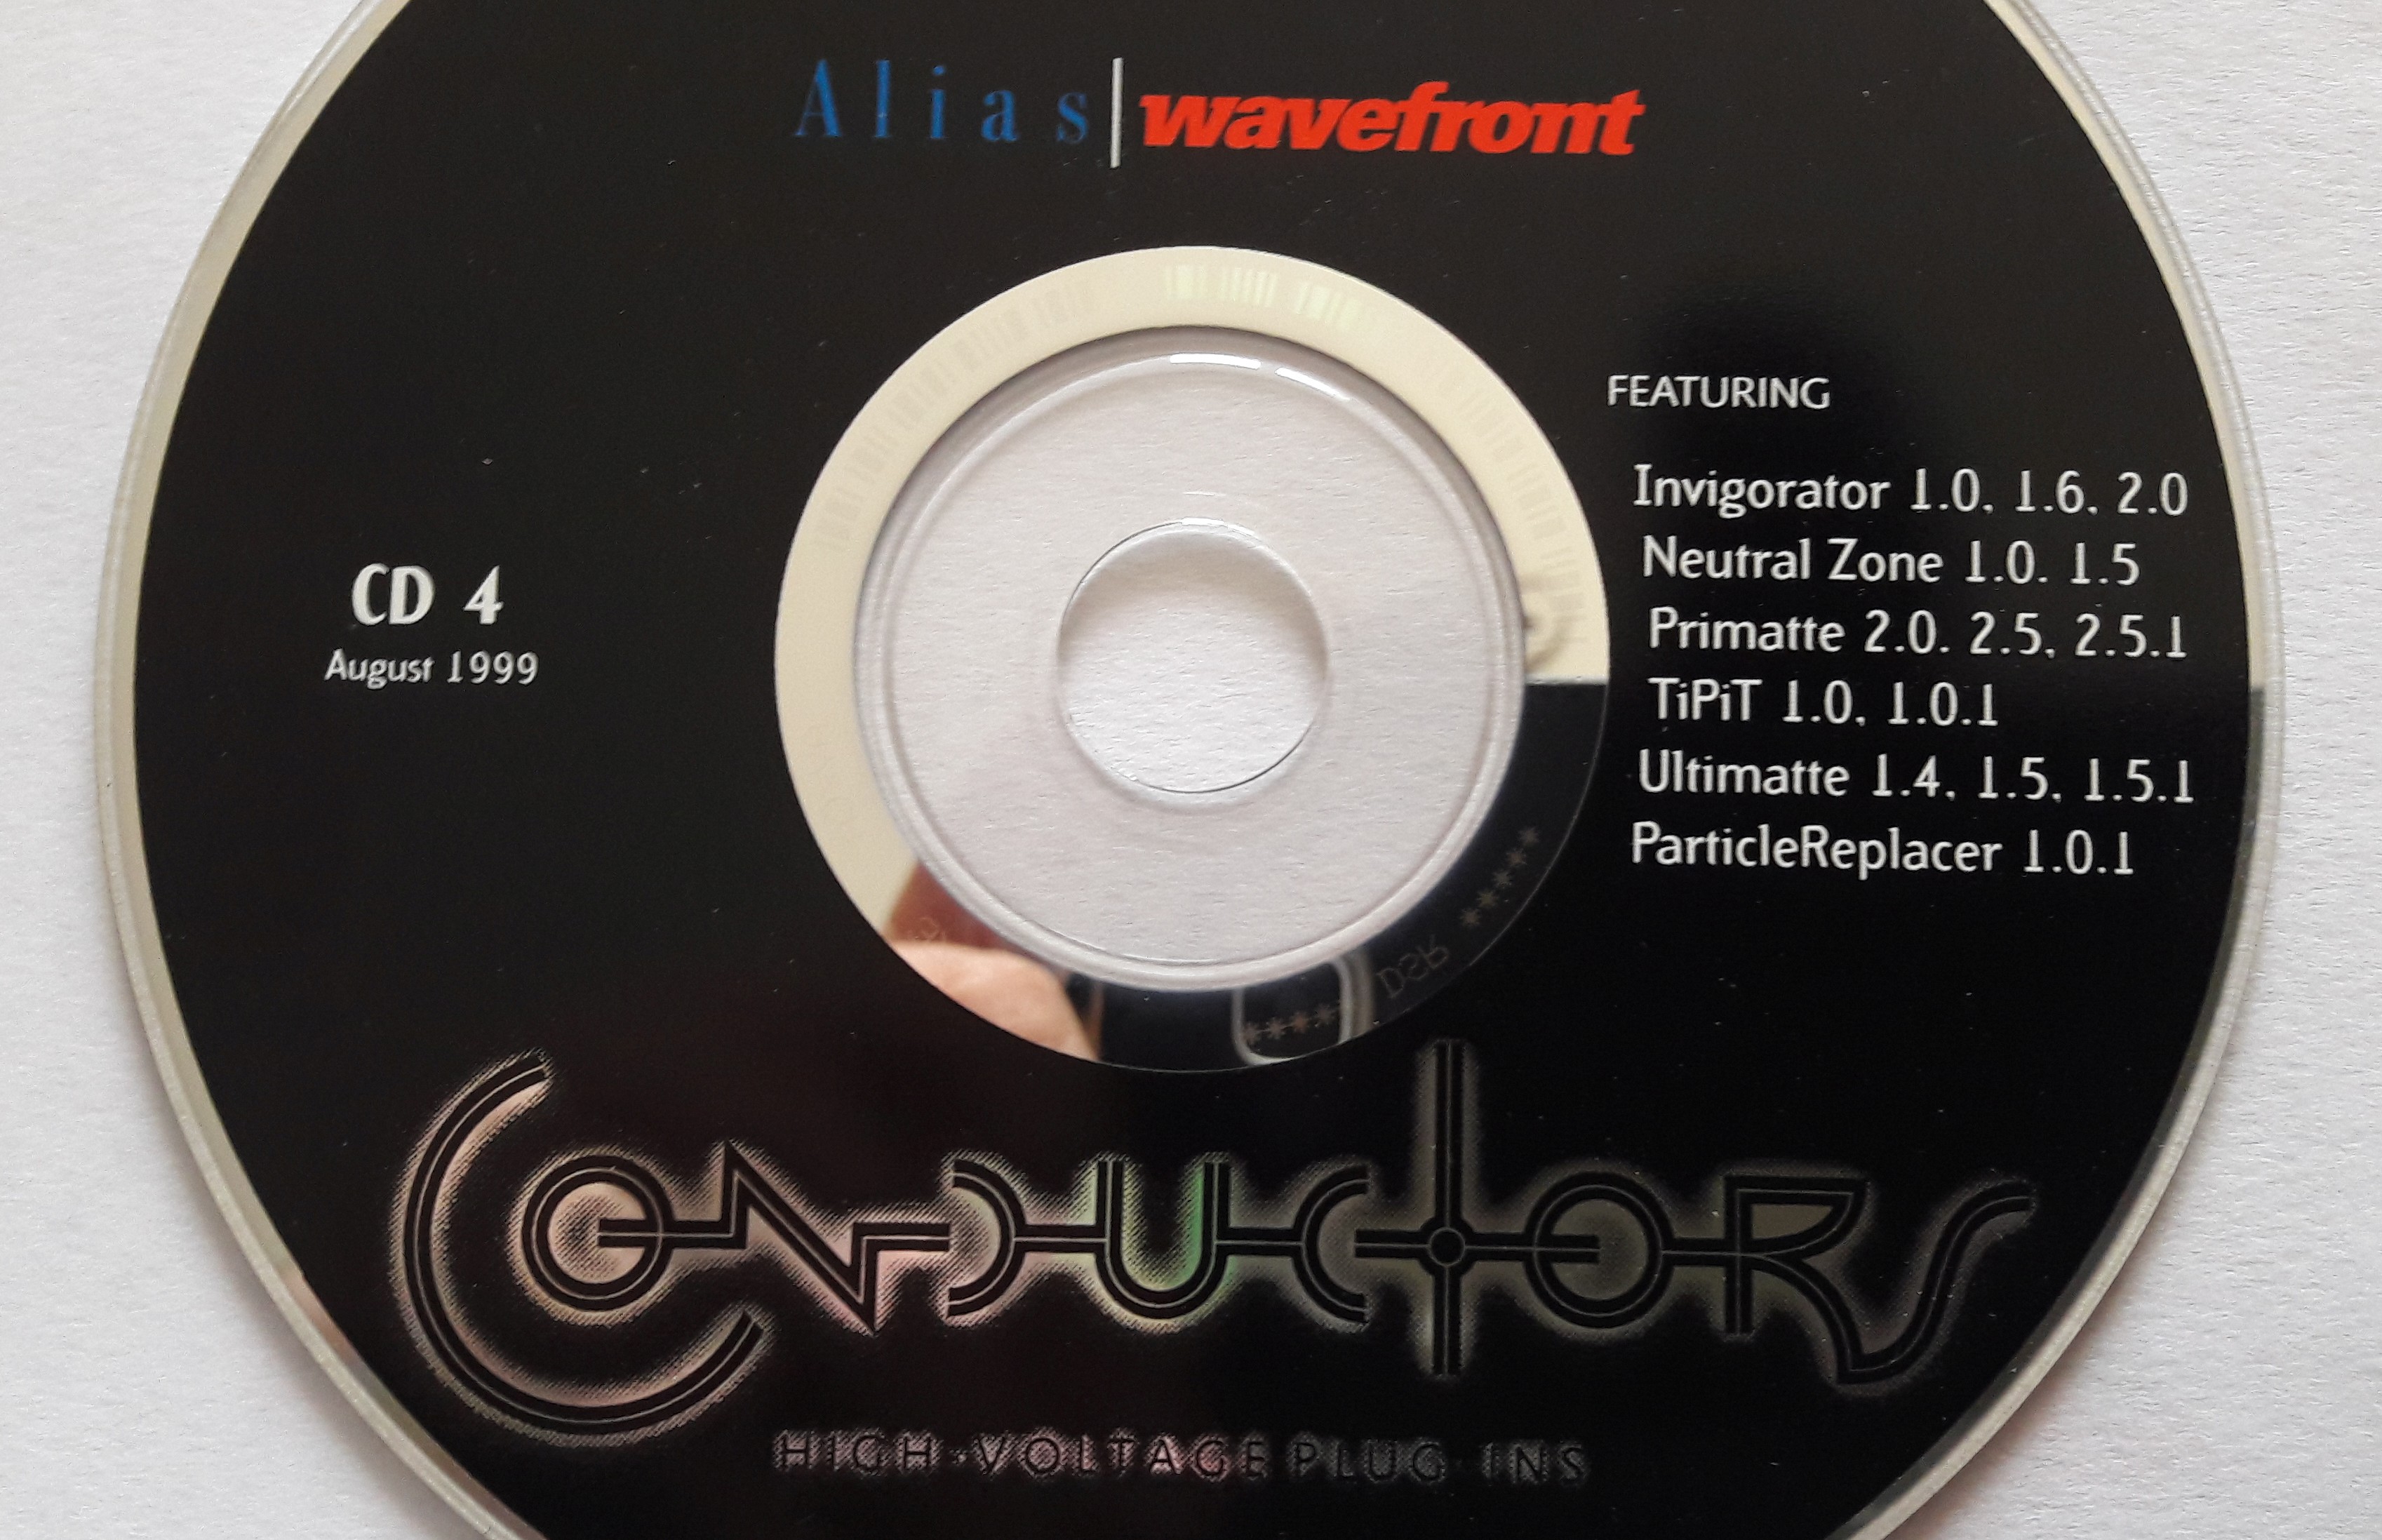 Alias|wavefront
FEATURING
Invigorator 1.0, 1.6, 2.0
Neutral Zone 1.0. 1.5
Primatte 2.0. 2.5, 2.5.1
TiPiT 1.0, 1.0.1
Ultimatte 1.4, 1.5, 1.5.1
ParticleReplacer 1.0.1
CD 4
August 1999
CONDUCTORS
HIGH-VOLTAGE PLUG-INS